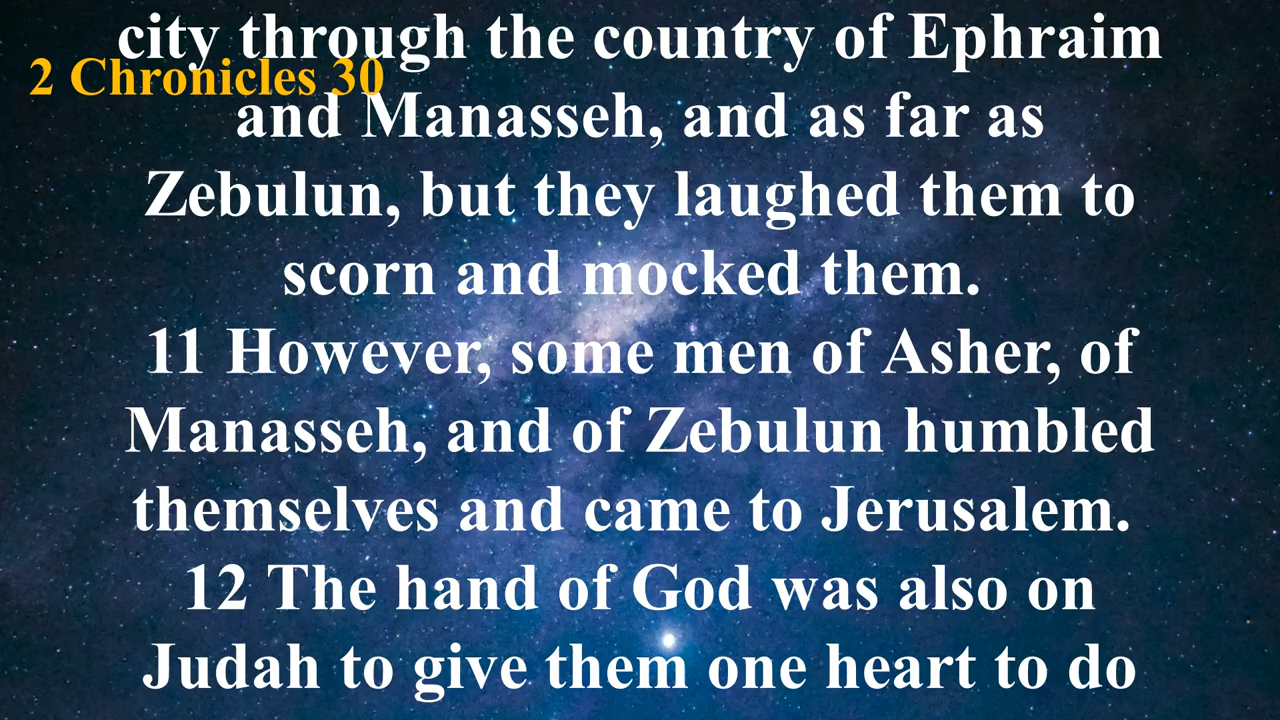 city through the country of Ephraim
2 Chronicles 30
and Manasseh, and as far as
Zebulun, but they laughed them to
scorn and mocked them.
11 However, some men of Asher, of
Manasseh, and of Zebulun humbled
themselves and came to Jerusalem.
12 The hand of God was also on
Judah to give them one heart to do